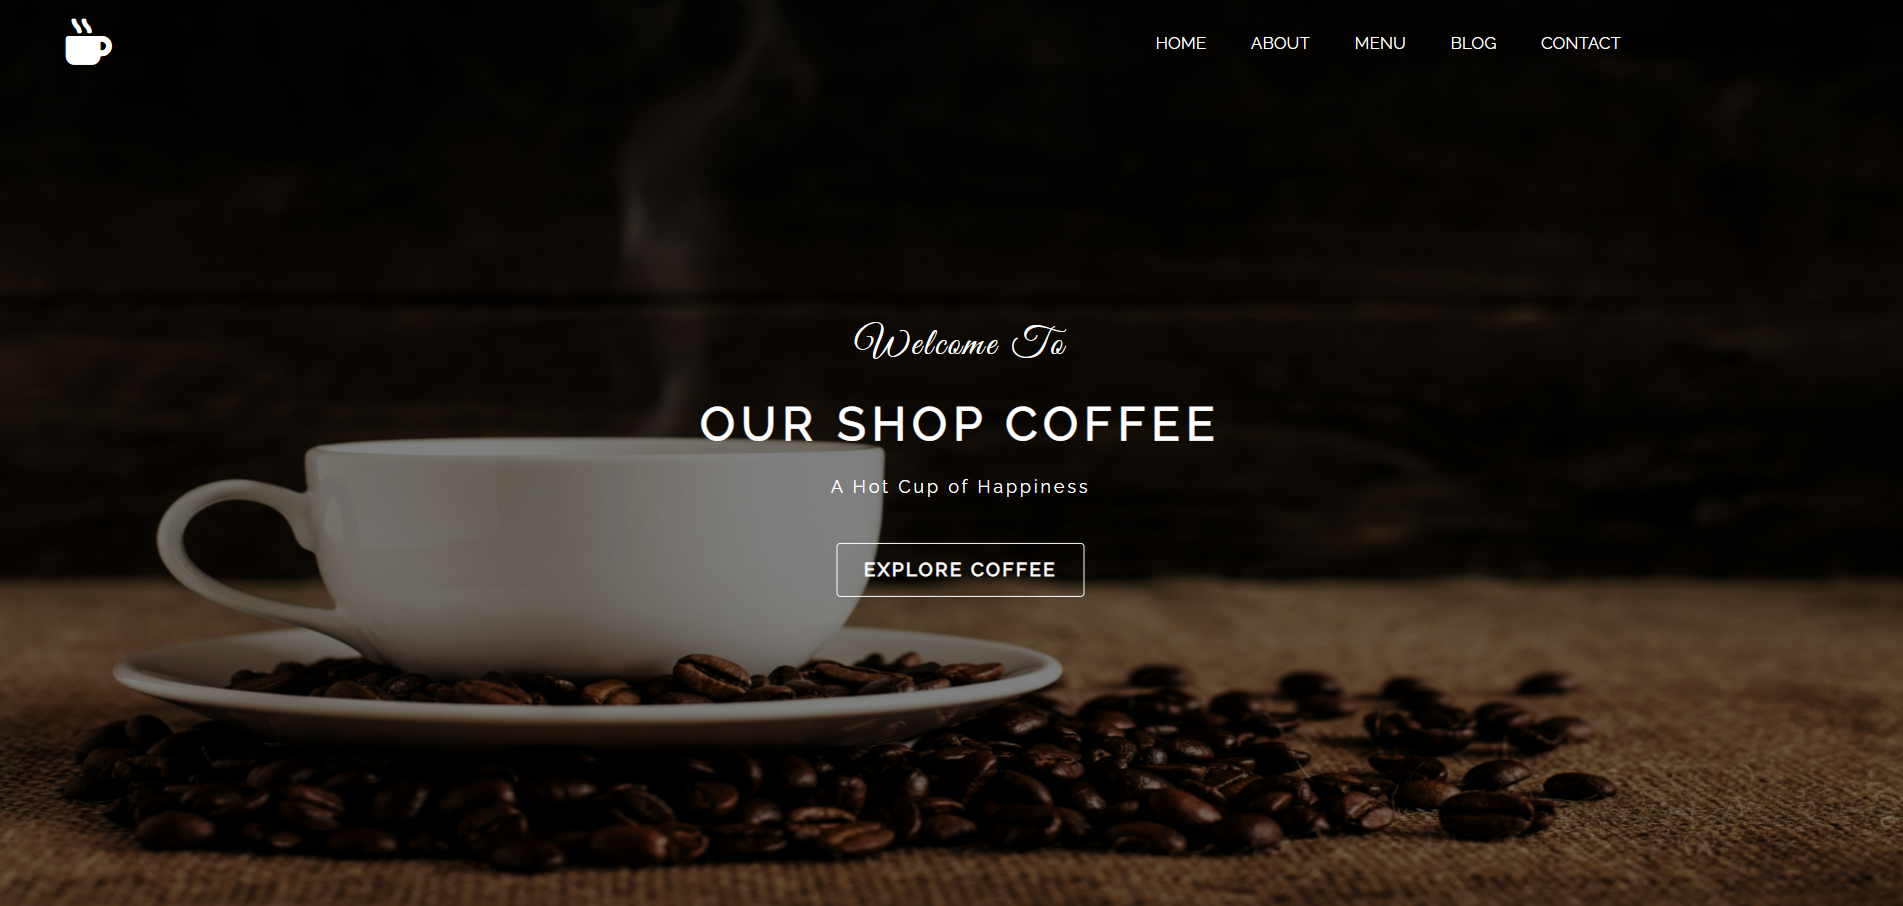 HOME ABOUT MENU BLOG CONTACT
Welcome To
OUR SHOP COFFEE
A Hot Cup of Happiness
EXPLORE COFFEE